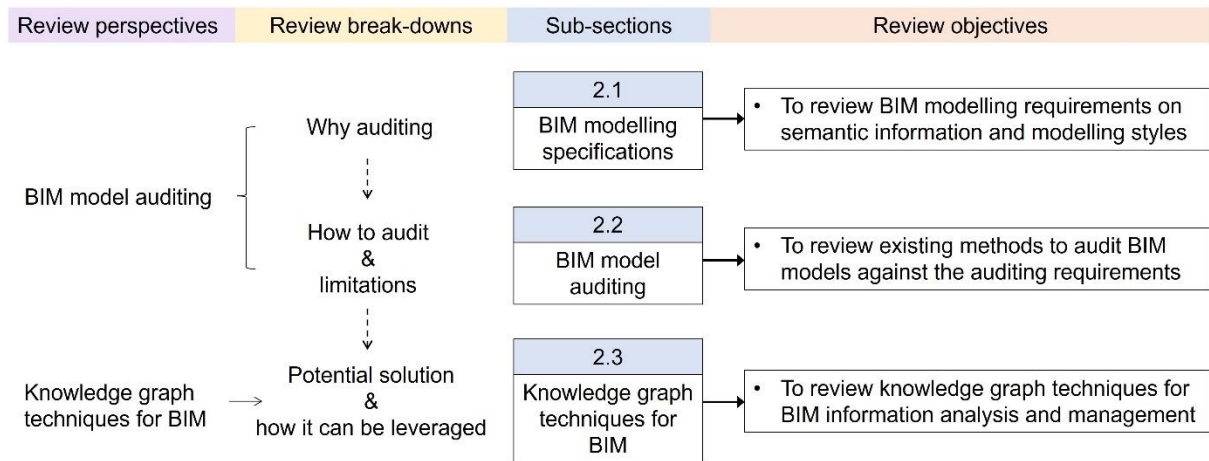 Review perspectives
Review break-downs
Sub-sections
Review objectives
BIM model auditing
Why auditing
2.1
BIM modelling
specifications
• To review BIM modelling requirements on
semantic information and modelling styles
How to audit
&
limitations
2.2
BIM model
auditing
• To review existing methods to audit BIM
models against the auditing requirements
Knowledge graph
techniques for BIM
Potential solution
&
how it can be leveraged
2.3
Knowledge graph
techniques for
BIM
• To review knowledge graph techniques for
BIM information analysis and management